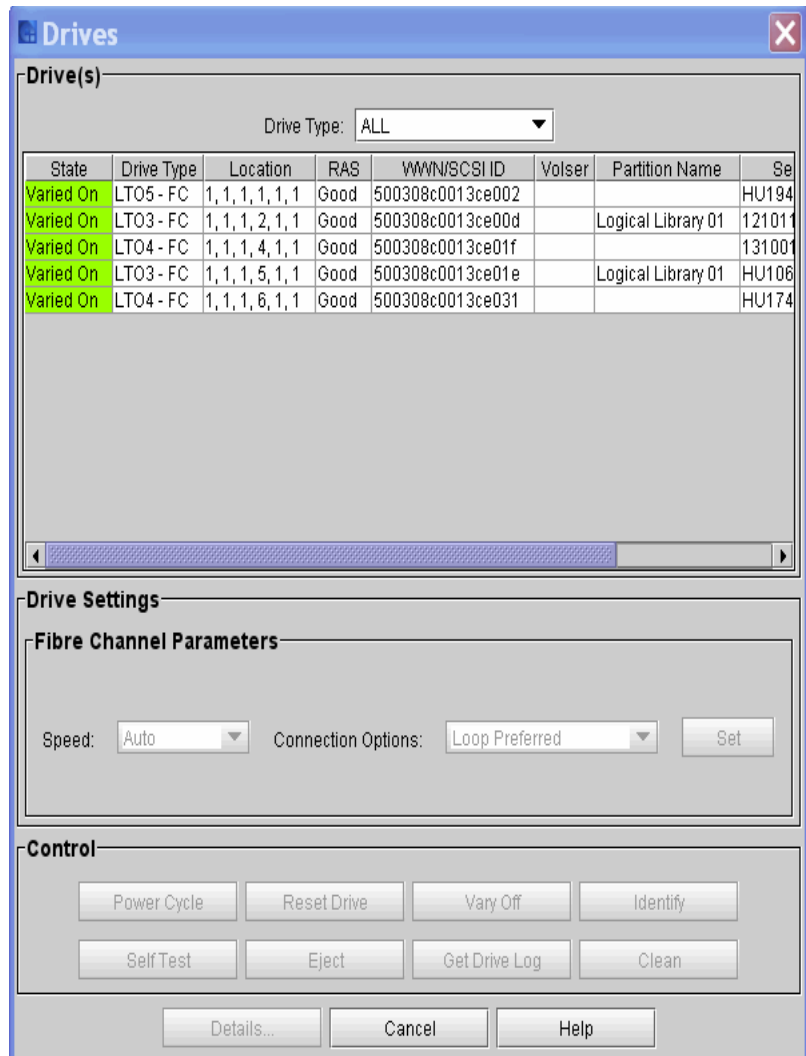 Drives
Drive(s)
Drive Type: ALL
State Drive Type Location RAS WWN/SCSI ID Volser Partition Name Se
Varied On LTO5 - FC 1, 1, 1, 1, 1, 1 Good 500308c0013ce002 HU194
Varied On LTO3 - FC 1, 1, 1, 2, 1, 1 Good 500308c0013ce00d Logical Library 01 121011
Varied On LTO4 - FC 1, 1, 1, 4, 1, 1 Good 500308c0013ce01f 131001
Varied On LTO3 - FC 1, 1, 1, 5, 1, 1 Good 500308c0013ce01e Logical Library 01 HU106
Varied On LTO4 - FC 1, 1, 1, 6, 1, 1 Good 500308c0013ce031 HU174
Drive Settings
Fibre Channel Parameters
Speed: Auto Connection Options: Loop Preferred Set
Control
Power Cycle Reset Drive Vary Off Identify
Self Test Eject Get Drive Log Clean
Details... Cancel Help